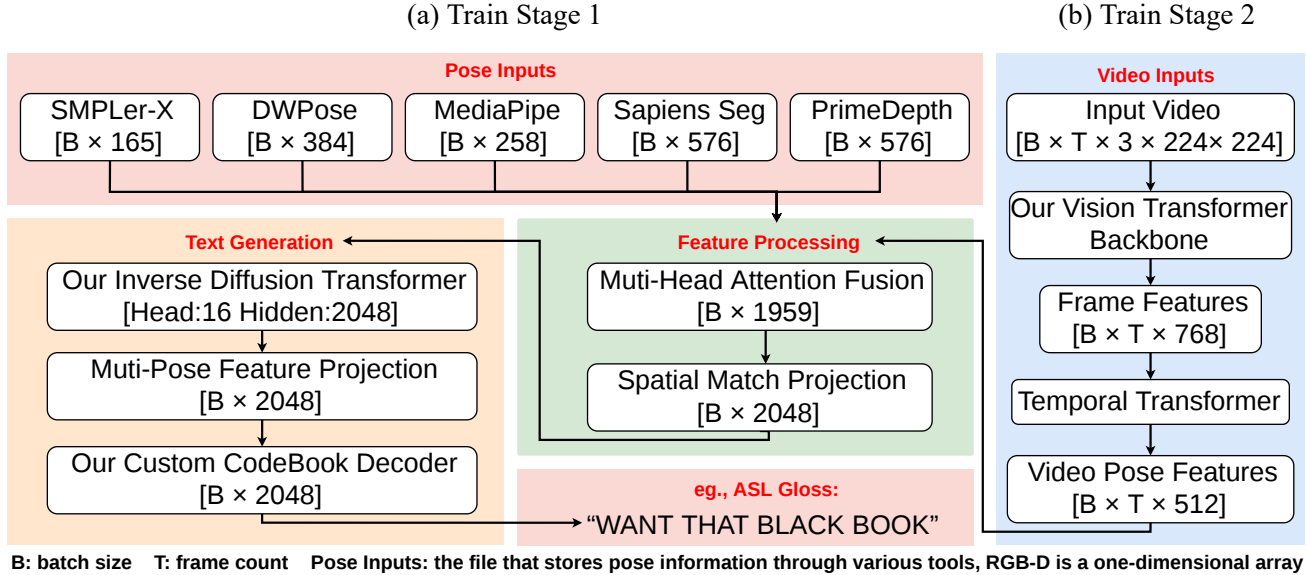 (a) Train Stage 1
(b) Train Stage 2
Pose Inputs
SMPLer-X
[B × 165]
DWPose
[B × 384]
MediaPipe
[B × 258]
Sapiens Seg
[B × 576]
PrimeDepth
[B × 576]
Text Generation
Our Inverse Diffusion Transformer
[Head:16 Hidden:2048]
Muti-Pose Feature Projection
[B × 2048]
Our Custom CodeBook Decoder
[B × 2048]
Feature Processing
Muti-Head Attention Fusion
[B × 1959]
Spatial Match Projection
[B × 2048]
eg., ASL Gloss:
“WANT THAT BLACK BOOK”
Video Inputs
Input Video
[B × T × 3 × 224× 224]
Our Vision Transformer
Backbone
Frame Features
[B × T × 768]
Temporal Transformer
Video Pose Features
[B × T × 512]
B: batch size T: frame count Pose Inputs: the file that stores pose information through various tools, RGB-D is a one-dimensional array